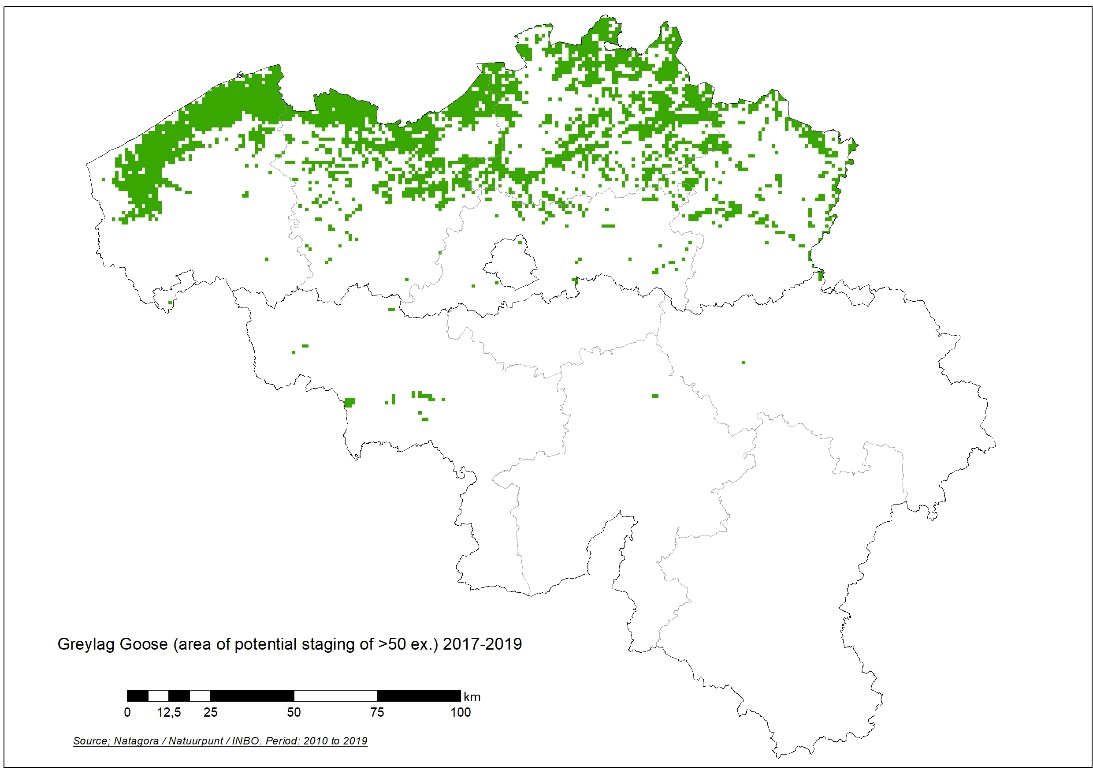 Greylag Goose (area of potential staging of >50 ex.) 2017-2019
km
0 12,5 25 50 75 100
Source; Natagora / Natuurpunt / INBO. Period: 2010 to 2019